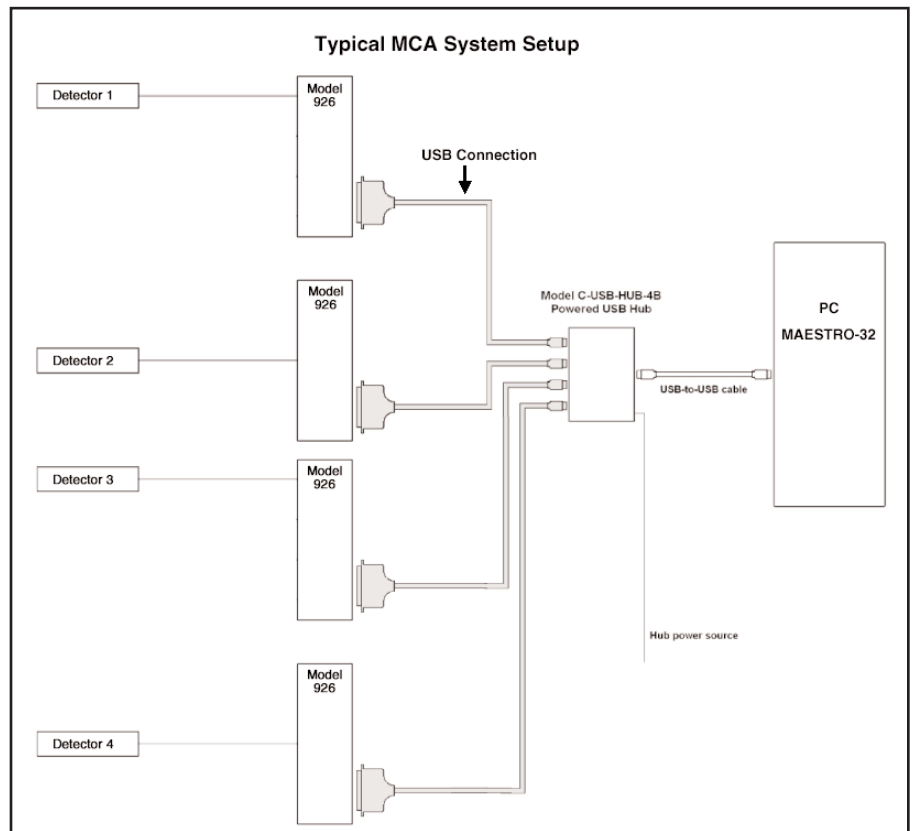 Typical MCA System Setup
Detector 1
Model
926
USB Connection
Model
926
Detector 2
Model C-USB-HUB-4B
Powered USB Hub
PC
MAESTRO-32
USB-to-USB cable
Detector 3
Model
926
Hub power source
Model
926
Detector 4